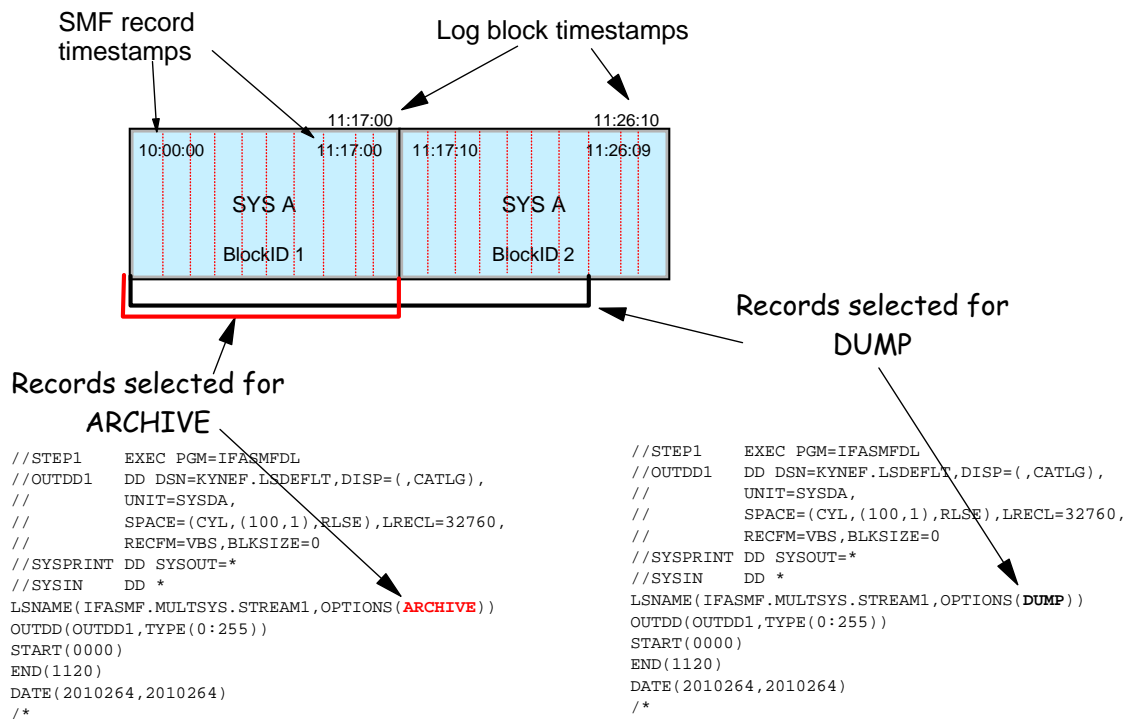 SMF record
timestamps
Log block timestamps
11:17:00
11:26:10
10:00:00
11:17:00
11:17:10
11:26:09
SYS A
SYS A
BlockID 1
BlockID 2
Records selected for
DUMP
Records selected for
ARCHIVE
//STEP1    EXEC PGM=IFASMFDL
//OUTDD1   DD DSN=KYNEF.LSDEFLT,DISP=(,CATLG),
//         UNIT=SYSDA,
//         SPACE=(CYL,(100,1),RLSE),LRECL=32760,
//         RECFM=VBS,BLKSIZE=0
//SYSPRINT DD SYSOUT=*
//SYSIN    DD *
LSNAME(IFASMF.MULTSYS.STREAM1,OPTIONS(ARCHIVE))
OUTDD(OUTDD1,TYPE(0:255))
START(0000)
END(1120)
DATE(2010264,2010264)
/*
//STEP1    EXEC PGM=IFASMFDL
//OUTDD1   DD DSN=KYNEF.LSDEFLT,DISP=(,CATLG),
//         UNIT=SYSDA,
//         SPACE=(CYL,(100,1),RLSE),LRECL=32760,
//         RECFM=VBS,BLKSIZE=0
//SYSPRINT DD SYSOUT=*
//SYSIN    DD *
LSNAME(IFASMF.MULTSYS.STREAM1,OPTIONS(DUMP))
OUTDD(OUTDD1,TYPE(0:255))
START(0000)
END(1120)
DATE(2010264,2010264)
/*